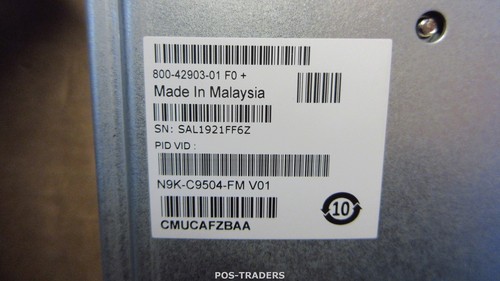 800-42903-01 F0 +
Made In Malaysia
SN: SAL1921FF6Z
PID VID :
N9K-C9504-FM V01
CMUCAFZBAA
10
POS-TRADERS